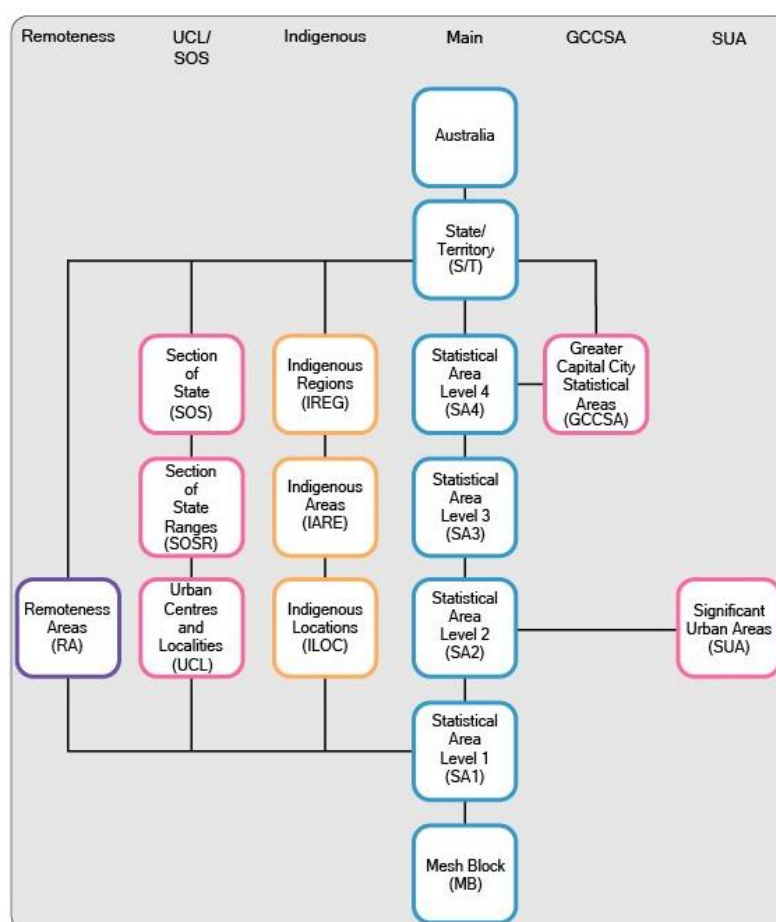 Remoteness
UCL/
SOS
Indigenous
Main
GCCSA
SUA
Australia
State/
Territory
(S/T)
Section
of
State
(SOS)
Indigenous
Regions
(IREG)
Statistical
Area
Level 4
(SA4)
Greater
Capital City
Statistical
Areas
(GCCSA)
Section
of
State
Ranges
(SOSR)
Indigenous
Areas
(IARE)
Statistical
Area
Level 3
(SA3)
Remoteness
Areas
(RA)
Urban
Centres
and
Localities
(UCL)
Indigenous
Locations
(ILOC)
Statistical
Area
Level 2
(SA2)
Significant
Urban Areas
(SUA)
Statistical
Area
Level 1
(SA1)
Mesh Block
(MB)